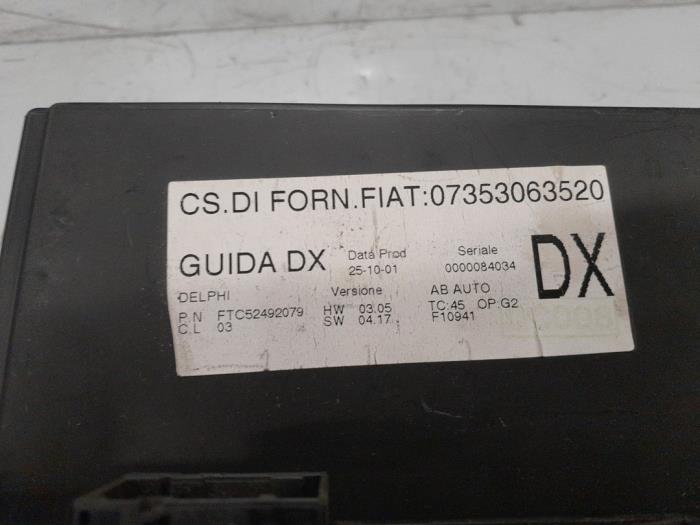 CS.DI FORN.FIAT:07353063520
GUIDA DX Data Prod 25-10-01 Seriale 0000084034 DX
DELPHI Versione AB AUTO
P.N FTC52492079 HW 03.05 TC:45 OP:G2
C.L 03 SW 04.17 F10941